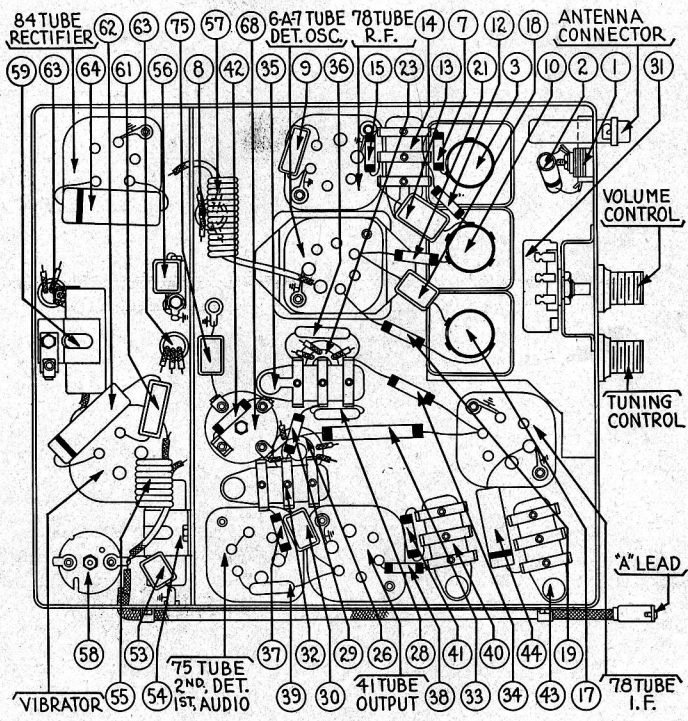 84 TUBE
RECTIFIER
62 63 75 57 68
6-A-7 TUBE
DET. OSC.
78 TUBE
R.F.
14 7 12 18
ANTENNA
CONNECTOR
59 63 64 61 56 8 42 35 9 36 15 23 13 21 3 10 2 1 31
VOLUME
CONTROL
TUNING
CONTROL
"A" LEAD
58 53 37 32 29 26 28 41 40 44 19
VIBRATOR
55 54
75 TUBE
2ND. DET.
1ST. AUDIO
39 30
41 TUBE
OUTPUT
38 33 34 43 17
78 TUBE
I.F.